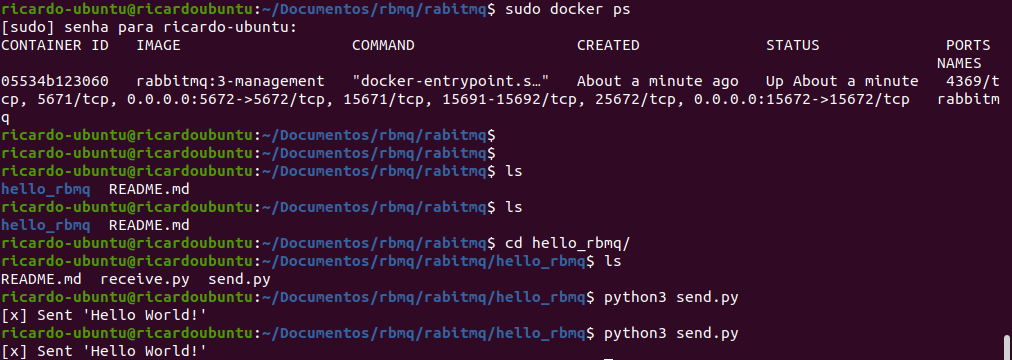 ricardo-ubuntu@ricardoubuntu:~/Documentos/rbmq/rabitmq$ sudo docker ps
[sudo] senha para ricardo-ubuntu:
CONTAINER ID   IMAGE                   COMMAND                  CREATED              STATUS              PORTS
NAMES
05534b123060   rabbitmq:3-management   "docker-entrypoint.s…"   About a minute ago   Up About a minute   4369/t
cp, 5671/tcp, 0.0.0.0:5672->5672/tcp, 15671/tcp, 15691-15692/tcp, 25672/tcp, 0.0.0.0:15672->15672/tcp   rabbitm
q
ricardo-ubuntu@ricardoubuntu:~/Documentos/rbmq/rabitmq$
ricardo-ubuntu@ricardoubuntu:~/Documentos/rbmq/rabitmq$
ricardo-ubuntu@ricardoubuntu:~/Documentos/rbmq/rabitmq$ ls
hello_rbmq  README.md
ricardo-ubuntu@ricardoubuntu:~/Documentos/rbmq/rabitmq$ ls
hello_rbmq  README.md
ricardo-ubuntu@ricardoubuntu:~/Documentos/rbmq/rabitmq$ cd hello_rbmq/
ricardo-ubuntu@ricardoubuntu:~/Documentos/rbmq/rabitmq/hello_rbmq$ ls
README.md  receive.py  send.py
ricardo-ubuntu@ricardoubuntu:~/Documentos/rbmq/rabitmq/hello_rbmq$ python3 send.py
[x] Sent 'Hello World!'
ricardo-ubuntu@ricardoubuntu:~/Documentos/rbmq/rabitmq/hello_rbmq$ python3 send.py
[x] Sent 'Hello World!'